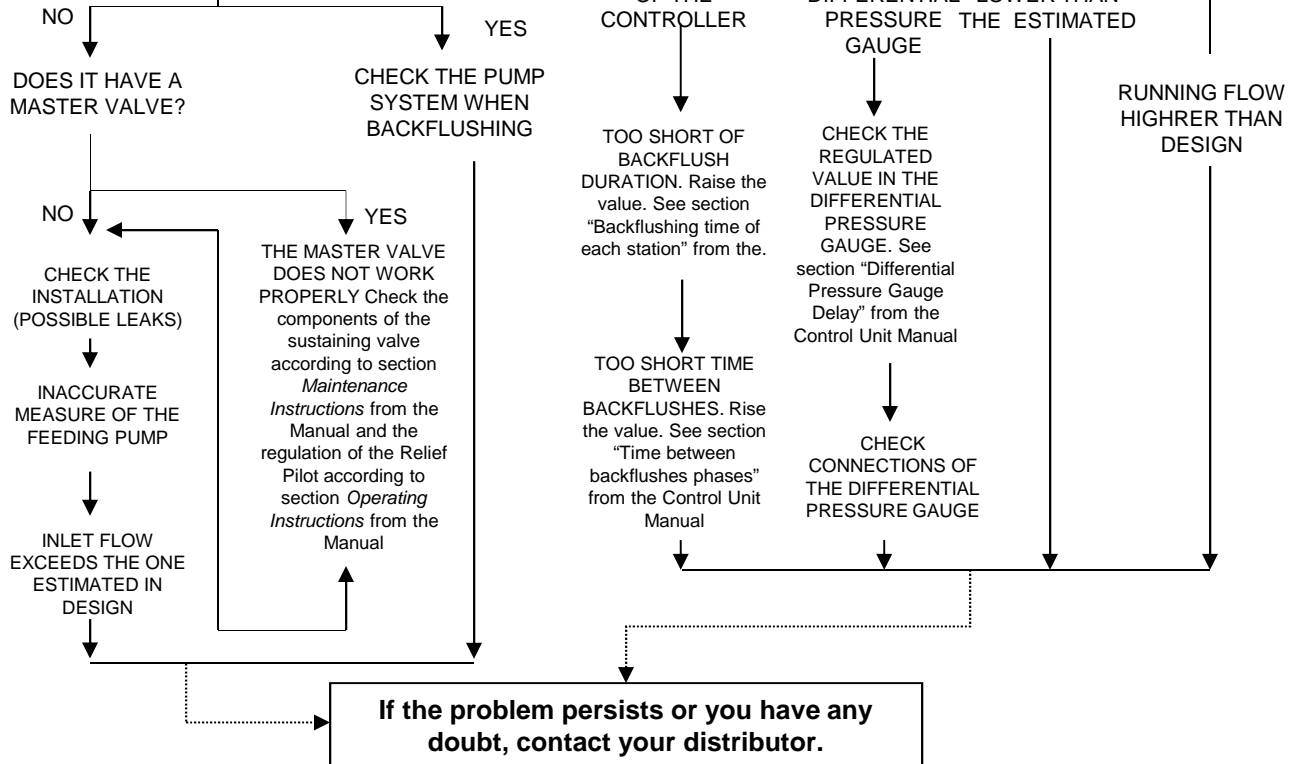 NO
YES
DOES IT HAVE A
MASTER VALVE?
CHECK THE PUMP
SYSTEM WHEN
BACKFLUSHING
NO
YES
CHECK THE
INSTALLATION
(POSSIBLE LEAKS)
INACCURATE
MEASURE OF THE
FEEDING PUMP
INLET FLOW
EXCEEDS THE ONE
ESTIMATED IN
DESIGN
THE MASTER VALVE
DOES NOT WORK
PROPERLY Check the
components of the
sustaining valve
according to section
Maintenance
Instructions from the
Manual and the
regulation of the Relief
Pilot according to
section Operating
Instructions from the
Manual
OF THE
CONTROLLER
TOO SHORT OF
BACKFLUSH
DURATION. Raise the
value. See section
“Backflushing time of
each station” from the.
TOO SHORT TIME
BETWEEN
BACKFLUSHES. Rise
the value. See section
“Time between
backflushes phases”
from the Control Unit
Manual
DIFFERENTIAL
PRESSURE
GAUGE
CHECK THE
REGULATED
VALUE IN THE
DIFFERENTIAL
PRESSURE
GAUGE. See
section “Differential
Pressure Gauge
Delay” from the
Control Unit Manual
CHECK
CONNECTIONS OF
THE DIFFERENTIAL
PRESSURE GAUGE
LOWER THAN
THE ESTIMATED
RUNNING FLOW
HIGHRER THAN
DESIGN
If the problem persists or you have any
doubt, contact your distributor.